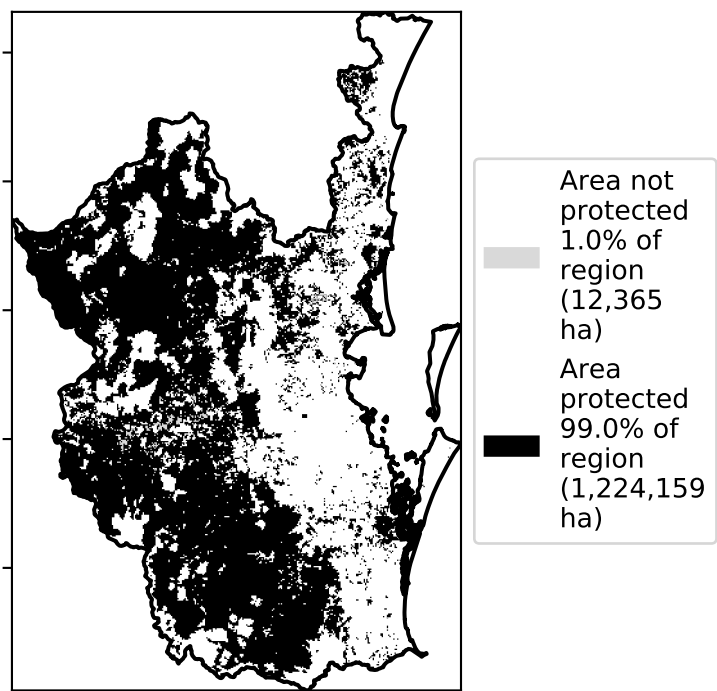 Area not
protected
1.0% of
region
(12,365
ha)
Area
protected
99.0% of
region
(1,224,159
ha)